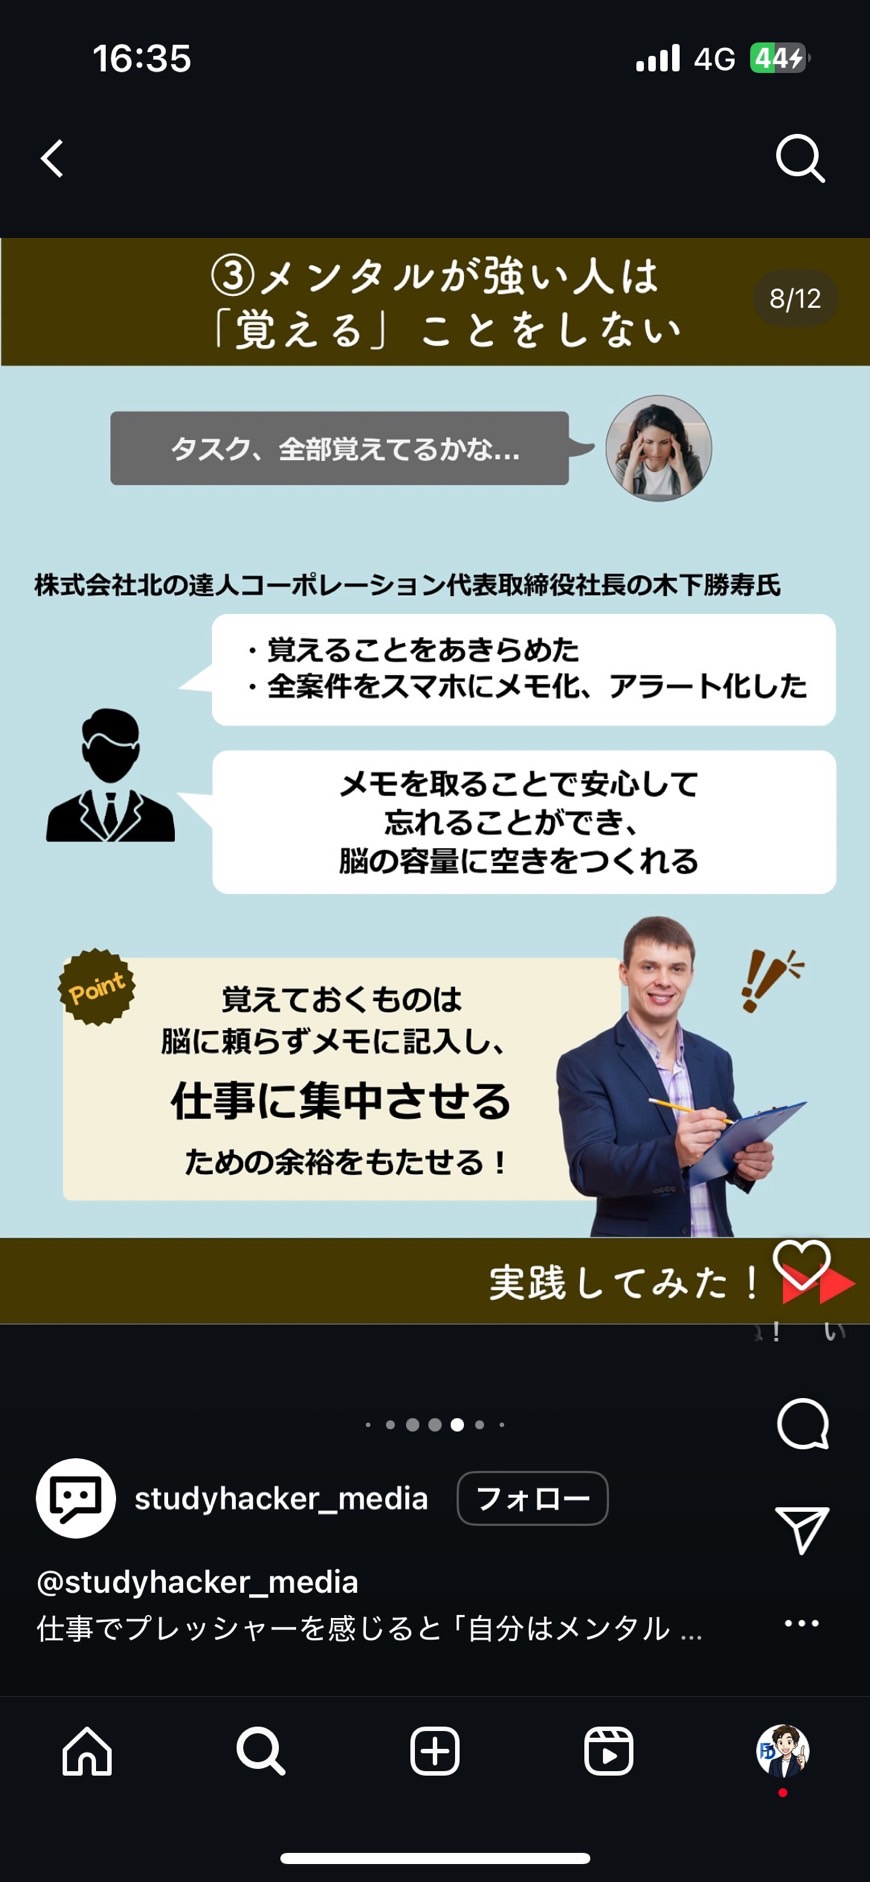 16:35
4G
44
③メンタルが強い人は
「覚える」ことをしない
8/12
タスク、全部覚えてるかな...
株式会社北の達人コーポレーション代表取締役社長の木下勝寿氏
・覚えることをあきらめた
・全案件をスマホにメモ化、アラート化した
メモを取ることで安心して
忘れることができ、
脳の容量に空きをつくれる
Point
覚えておくものは
脳に頼らずメモに記入し、
仕事に集中させる
ための余裕をもたせる！
実践してみた！
！ い
studyhacker_media
フォロー
@studyhacker_media
仕事でプレッシャーを感じると「自分はメンタル ...